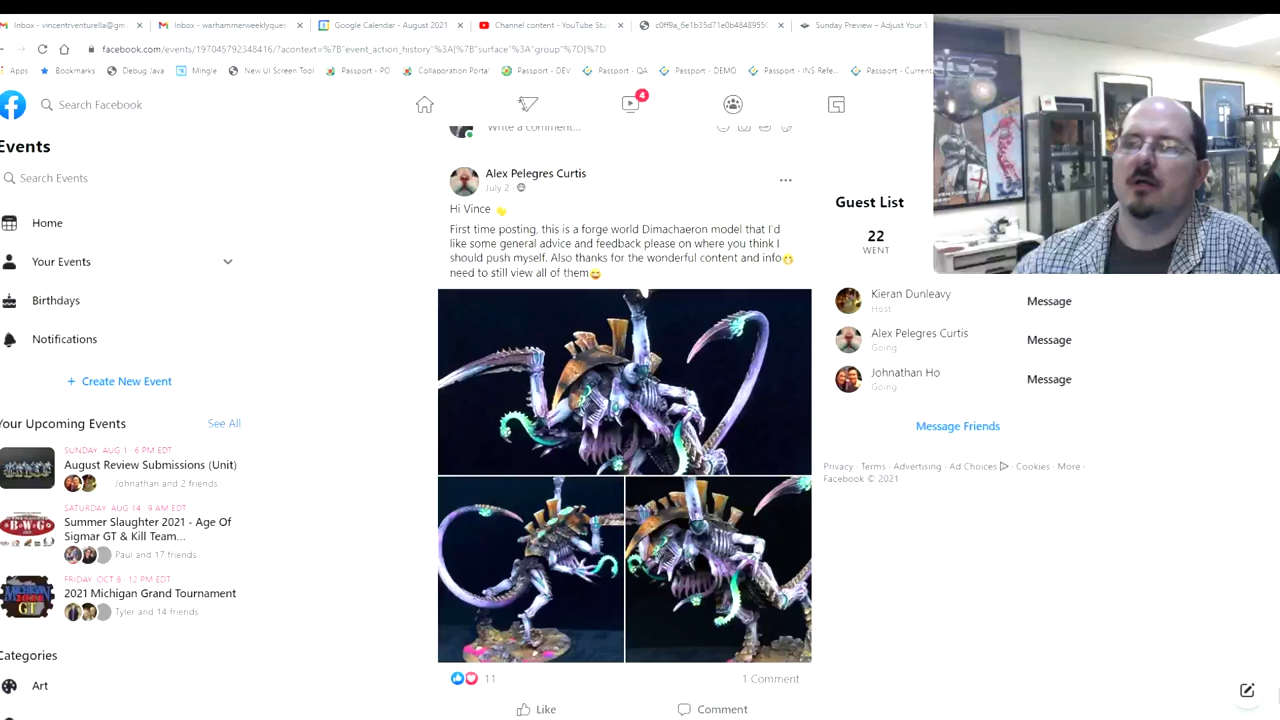 Inbox - vincentrventurella@gm
Inbox - warhammerweeklyques
Google Calendar - August 2021
Channel content - YouTube Stu
c0ff9a_6e1b35d71e0b4848955
Sunday Preview – Adjust Your S
facebook.com/events/197045792348416/?acontext=%7B"event_action_history"%3A[%7B"surface"%3A"group"%7D]%7D
Apps
Bookmarks
Debug Java
Mingle
New UI Screen Tool
Passport - PO
Collaboration Portal
Passport - DEV
Passport - QA
Passport - DEMO
Passport - INS Refe...
Passport - Current
Search Facebook
4
Events
Search Events
Home
Your Events
Birthdays
Notifications
+ Create New Event
Your Upcoming Events
See All
SUNDAY, AUG 1 · 6 PM EDT
August Review Submissions (Unit)
Johnathan and 2 friends
SATURDAY, AUG 14 · 9 AM EDT
Summer Slaughter 2021 - Age Of
Sigmar GT & Kill Team...
Paul and 17 friends
FRIDAY, OCT 8 · 12 PM EDT
2021 Michigan Grand Tournament
Tyler and 14 friends
Categories
Art
Write a comment...
Alex Pelegres Curtis
July 2 ·
Hi Vince
First time posting, this is a forge world Dimachaeron model that I'd
like some general advice and feedback please on where you think I
should push myself. Also thanks for the wonderful content and info
need to still view all of them
11
1 Comment
Like
Comment
Guest List
22
WENT
Kieran Dunleavy
Host
Message
Alex Pelegres Curtis
Going
Message
Johnathan Ho
Going
Message
Message Friends
Privacy · Terms · Advertising · Ad Choices · Cookies · More ·
Facebook © 2021